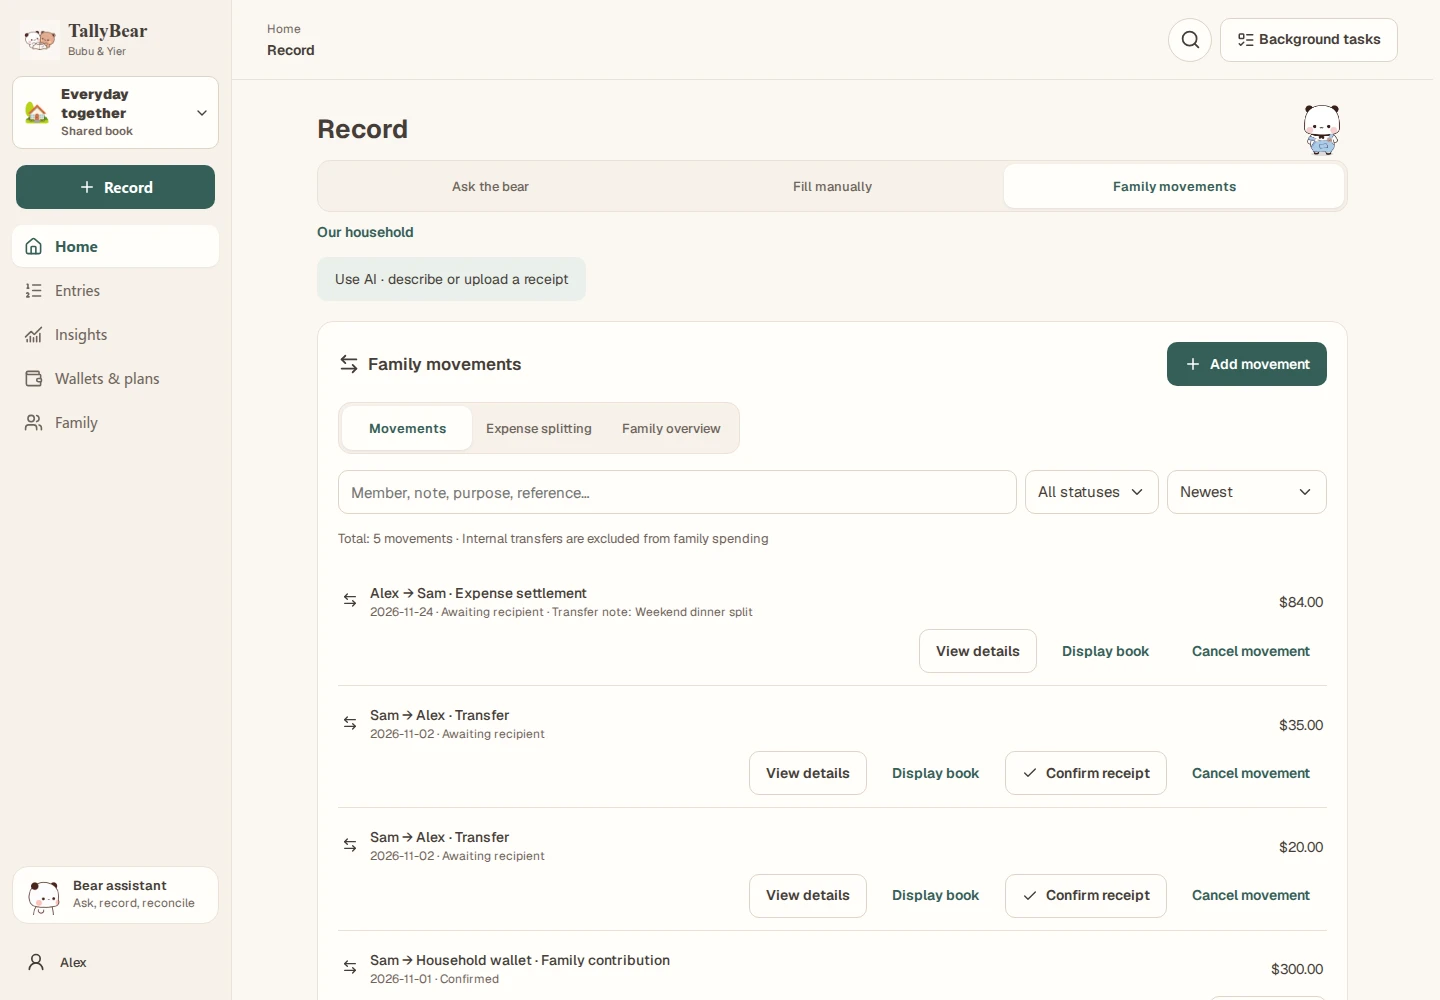 TallyBear
Bubu & Yier
Everyday
together
Shared book
Record
Home
Entries
Insights
Wallets & plans
Family
Bear assistant
Ask, record, reconcile
Alex
Home
Record
Background tasks
Record
Ask the bear
Fill manually
Family movements
Our household
Use AI · describe or upload a receipt
Family movements
Add movement
Movements
Expense splitting
Family overview
Member, note, purpose, reference...
All statuses
Newest
Total: 5 movements · Internal transfers are excluded from family spending
Alex → Sam · Expense settlement
2026-11-24 · Awaiting recipient · Transfer note: Weekend dinner split
$84.00
View details
Display book
Cancel movement
Sam → Alex · Transfer
2026-11-02 · Awaiting recipient
$35.00
View details
Display book
Confirm receipt
Cancel movement
Sam → Alex · Transfer
2026-11-02 · Awaiting recipient
$20.00
View details
Display book
Confirm receipt
Cancel movement
Sam → Household wallet · Family contribution
2026-11-01 · Confirmed
$300.00